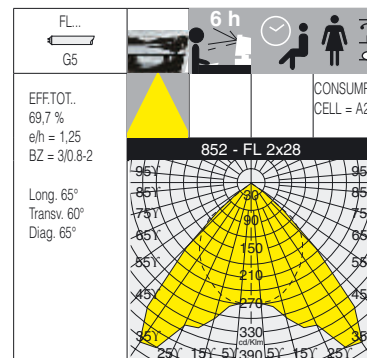 FL...
G5
6 h
EFF.TOT..
69,7 %
e/h = 1,25
BZ = 3/0.8-2
Long. 65°
Transv. 60°
Diag. 65°
CONSUMP
CELL = A2
852 - FL 2x28
95° 95
85° 85
75° 75
65° 65
55° 55
45° 45
35° 35
30
90
150
210
270
330
cd/Klm
25° 15° 5° 390 5° 15° 25°